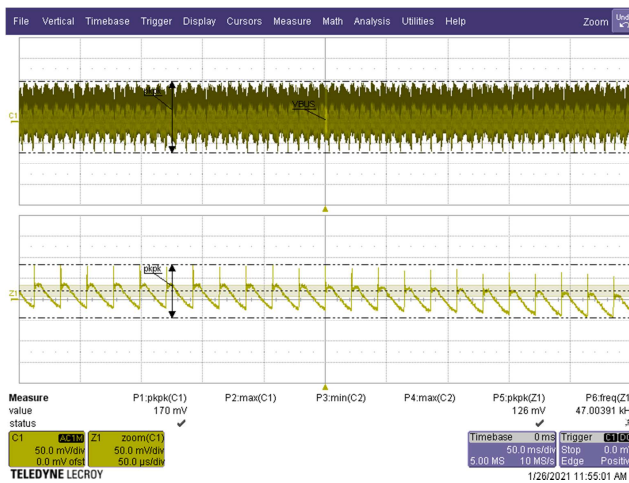 File Vertical Timebase Trigger Display Cursors Measure Math Analysis Utilities Help Zoom Undo
pkpk
VBUS
C1
pkpk
Z1
Measure P1:pkpk(C1) P2:max(C1) P3:min(C2) P4:max(C2) P5:pkpk(Z1) P6:freq(Z1
value 170 mV 126 mV 47.00391 kH
status
C1 AC1M Z1 zoom(C1) Timebase 0 ms Trigger C1 DC
50.0 mV/div 50.0 mV/div 50.0 ms/div Stop 0.0 m
0.0 mV ofst 50.0 µs/div 5.00 MS 10 MS/s Edge Positiv
TELEDYNE LECROY 1/26/2021 11:55:01 AM